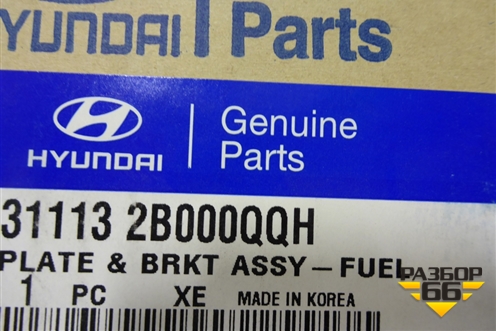 HYUNDAI Parts
Genuine
HYUNDAI Parts
31113 2B000QQH
PLATE & BRKT ASSY - FUEL
1 PC XE MADE IN KOREA
РАЗБОР
66